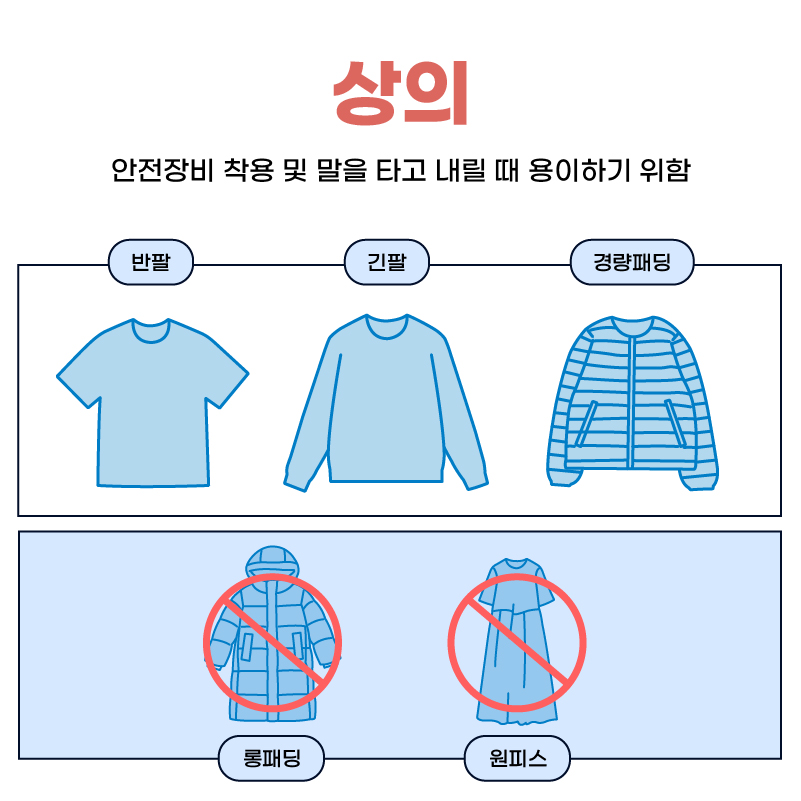 상의
안전장비 착용 및 말을 타고 내릴 때 용이하기 위함
반팔
긴팔
경량패딩
롱패딩
원피스